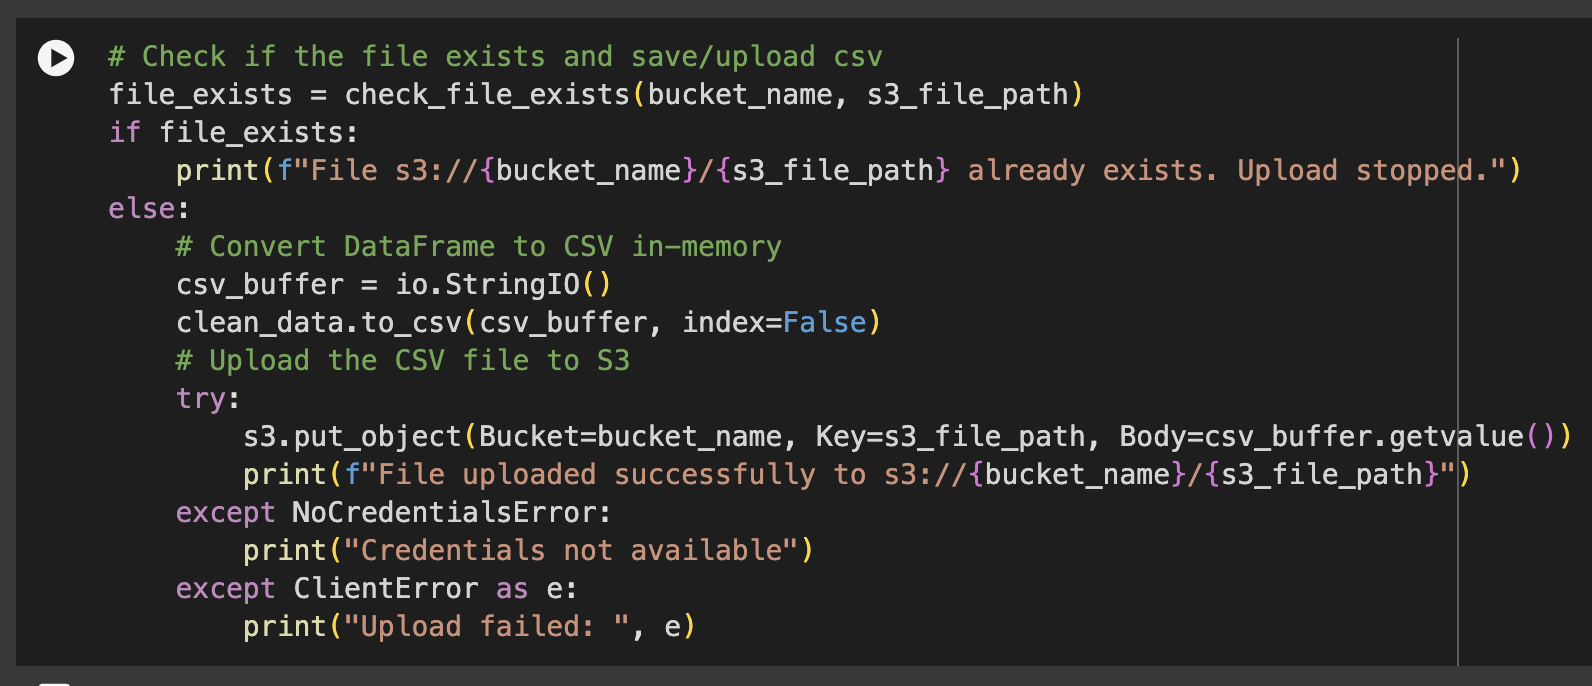 # Check if the file exists and save/upload csv
file_exists = check_file_exists(bucket_name, s3_file_path)
if file_exists:
    print(f"File s3://{bucket_name}/{s3_file_path} already exists. Upload stopped.")
else:
    # Convert DataFrame to CSV in-memory
    csv_buffer = io.StringIO()
    clean_data.to_csv(csv_buffer, index=False)
    # Upload the CSV file to S3
    try:
        s3.put_object(Bucket=bucket_name, Key=s3_file_path, Body=csv_buffer.getvalue())
        print(f"File uploaded successfully to s3://{bucket_name}/{s3_file_path}")
    except NoCredentialsError:
        print("Credentials not available")
    except ClientError as e:
        print("Upload failed: ", e)